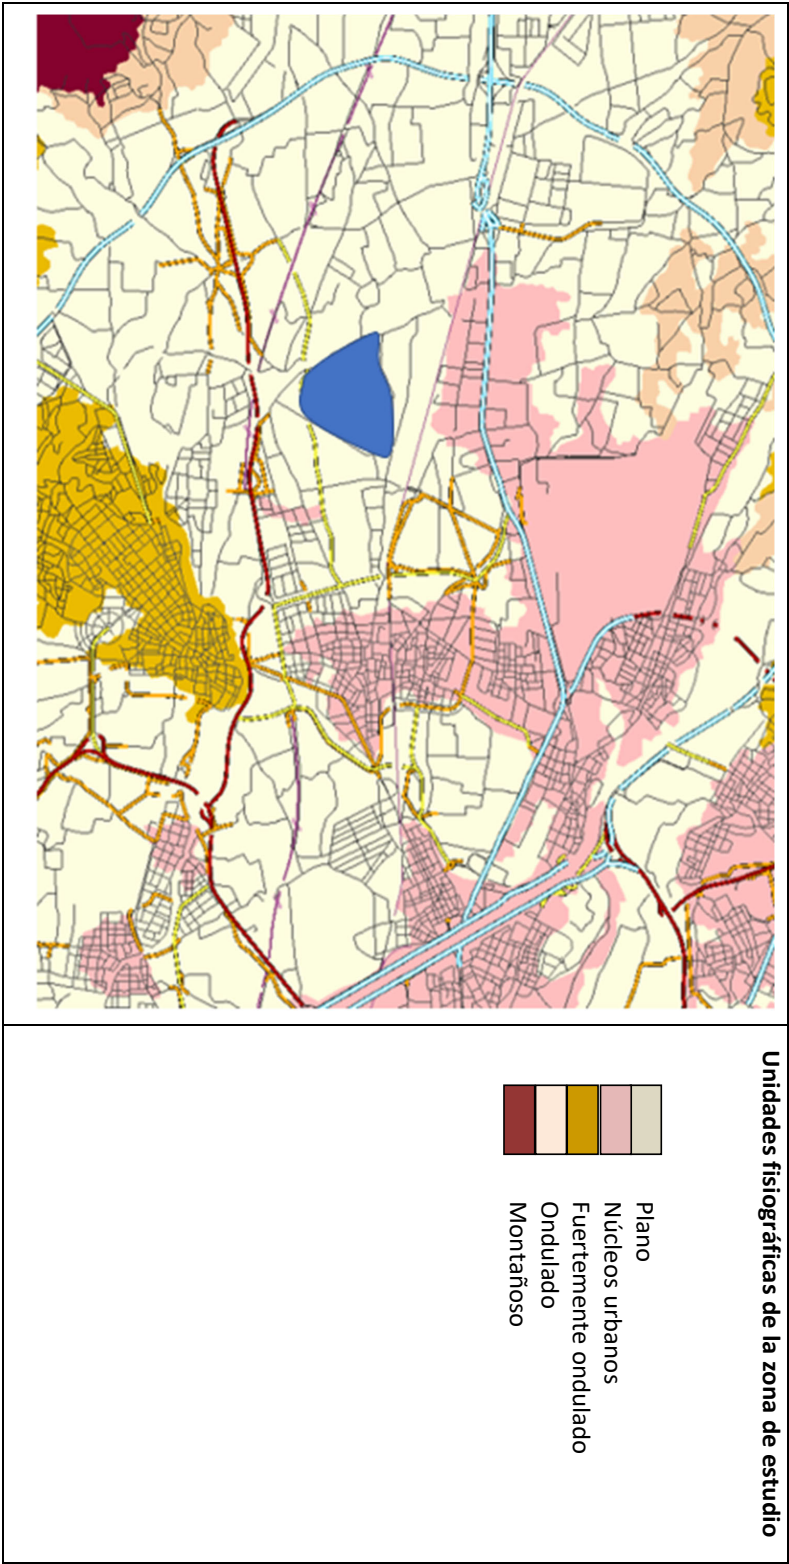 Unidades fisiográficas de la zona de estudio
Plano
Núcleos urbanos
Fuertemente ondulado
Ondulado
Montañoso